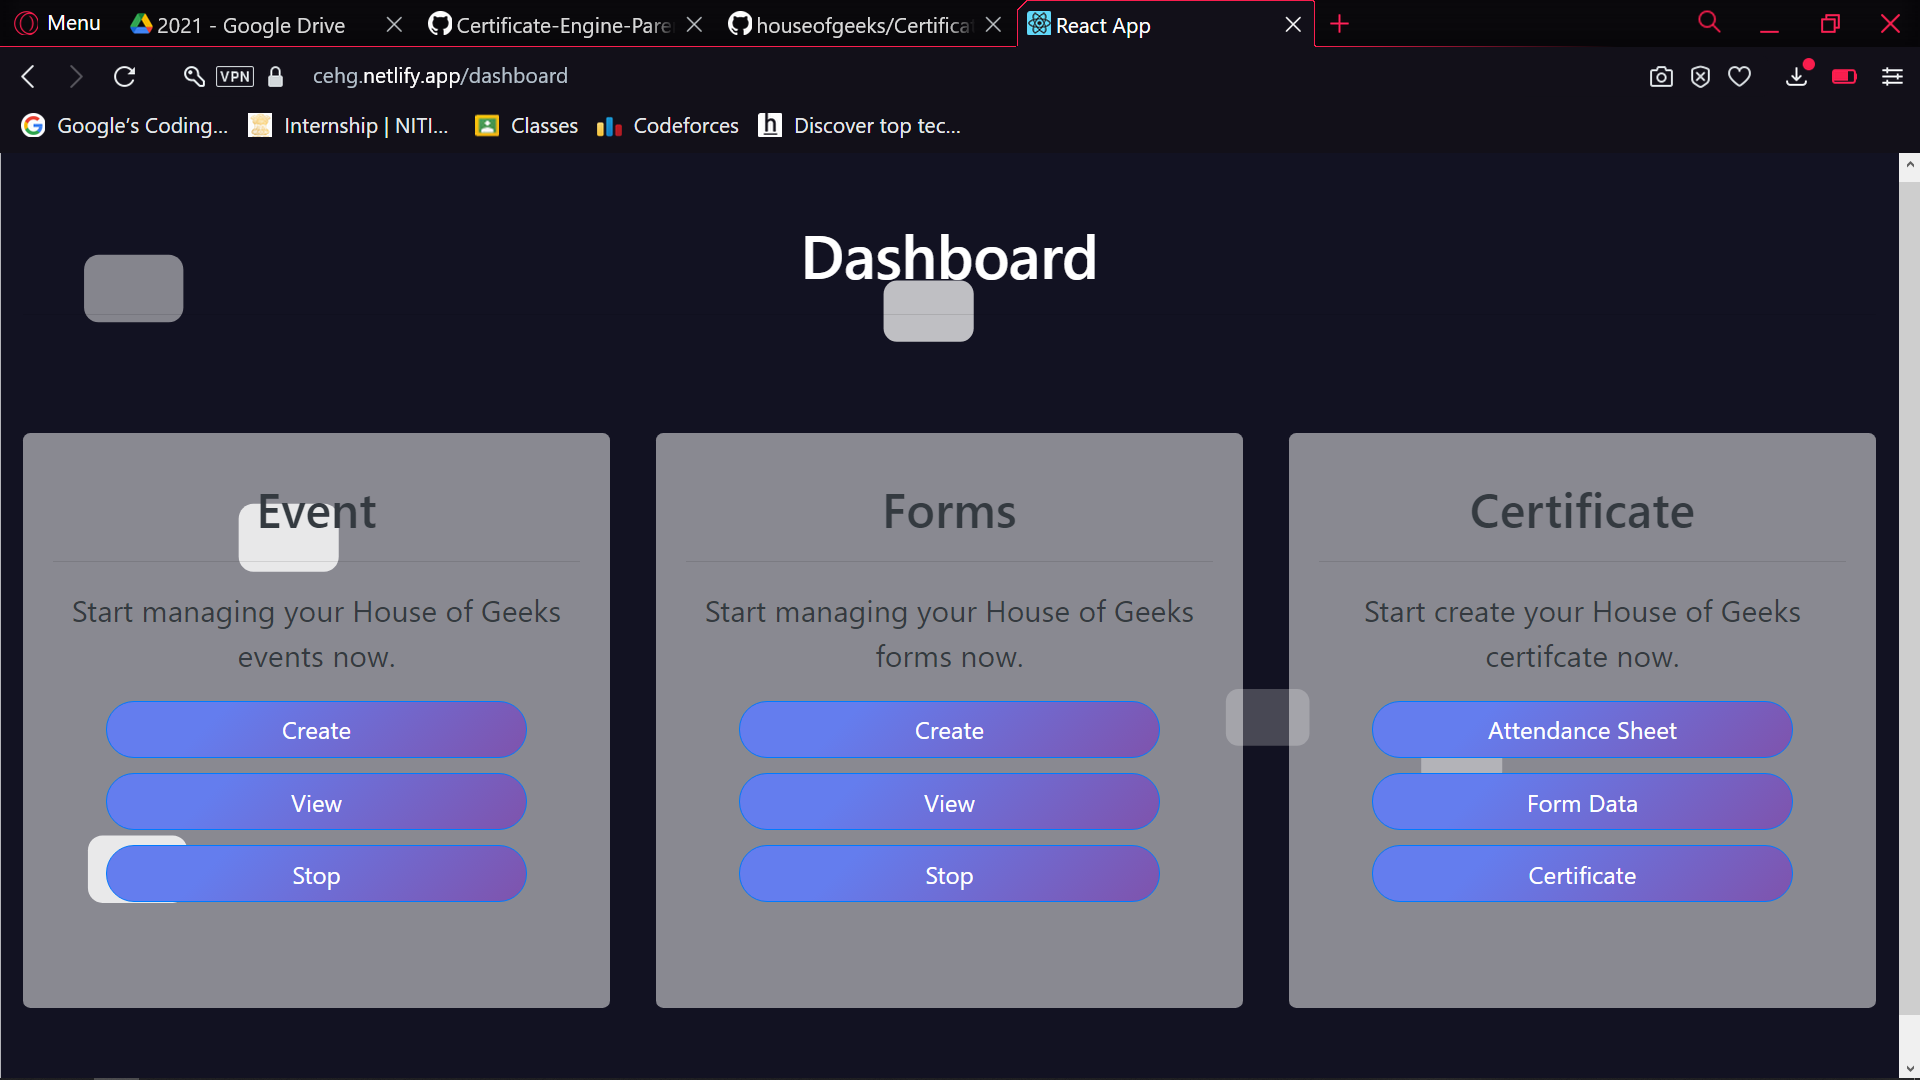 Menu
2021 - Google Drive
Certificate-Engine-Pare
houseofgeeks/Certifica
React App
VPN
cehg.netlify.app/dashboard
Google's Coding...
Internship | NITI...
Classes
Codeforces
h
Discover top tec...
Dashboard
Event
Start managing your House of Geeks
events now.
Create
View
Stop
Forms
Start managing your House of Geeks
forms now.
Create
View
Stop
Certificate
Start create your House of Geeks
certifcate now.
Attendance Sheet
Form Data
Certificate